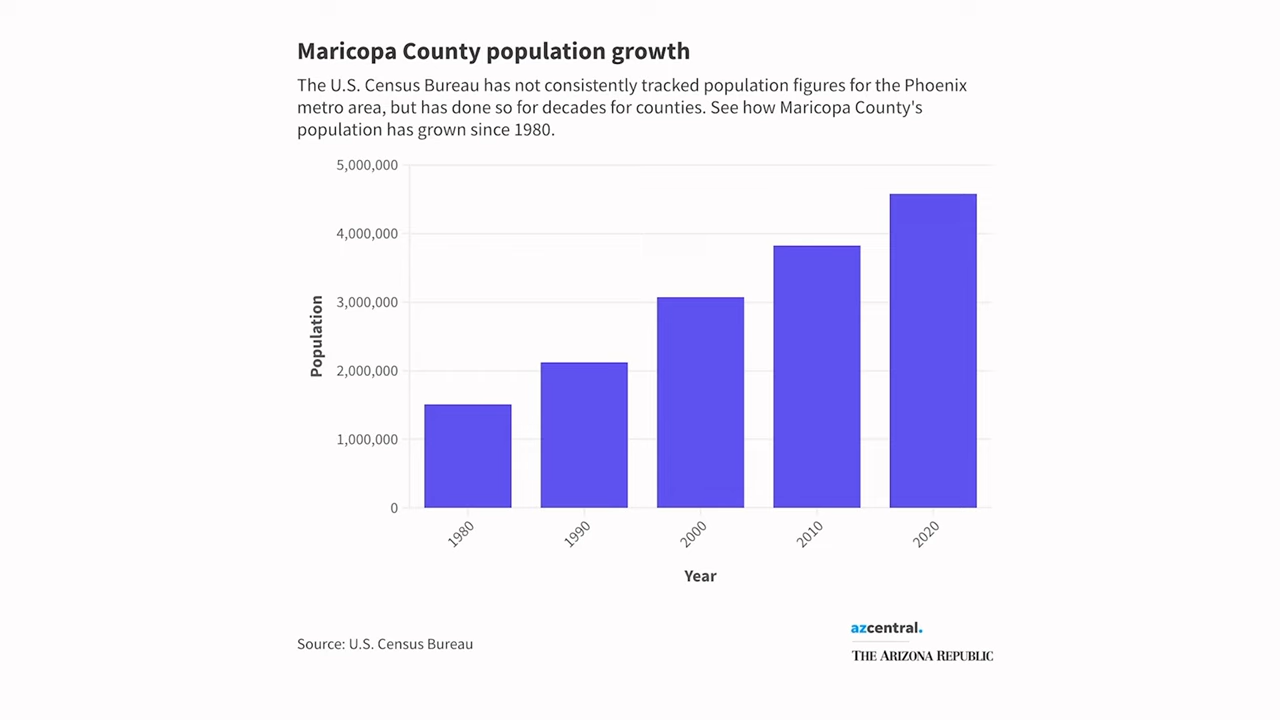 Maricopa County population growth
The U.S. Census Bureau has not consistently tracked population figures for the Phoenix
metro area, but has done so for decades for counties. See how Maricopa County's
population has grown since 1980.
5,000,000
4,000,000
3,000,000
2,000,000
1,000,000
0
Population
1980
1990
2000
2010
2020
Year
Source: U.S. Census Bureau
azcentral.
THE ARIZONA REPUBLIC